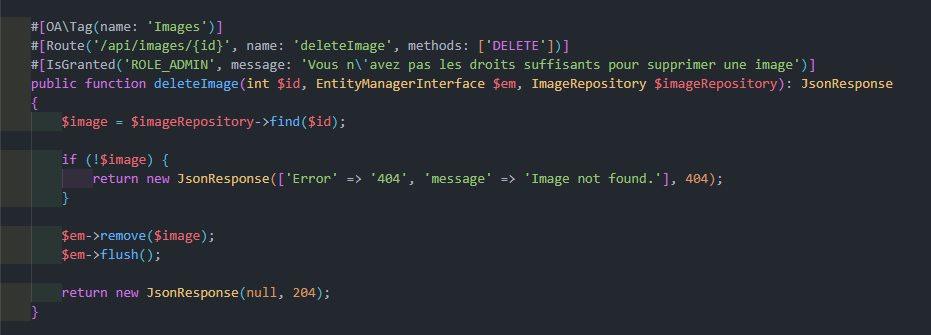 #[OA\Tag(name: 'Images')]
#[Route('/api/images/{id}', name: 'deleteImage', methods: ['DELETE'])]
#[IsGranted('ROLE_ADMIN', message: 'Vous n\'avez pas les droits suffisants pour supprimer une image')]
public function deleteImage(int $id, EntityManagerInterface $em, ImageRepository $imageRepository): JsonResponse
{
    $image = $imageRepository->find($id);

    if (!$image) {
        return new JsonResponse(['Error' => '404', 'message' => 'Image not found.'], 404);
    }

    $em->remove($image);
    $em->flush();

    return new JsonResponse(null, 204);
}